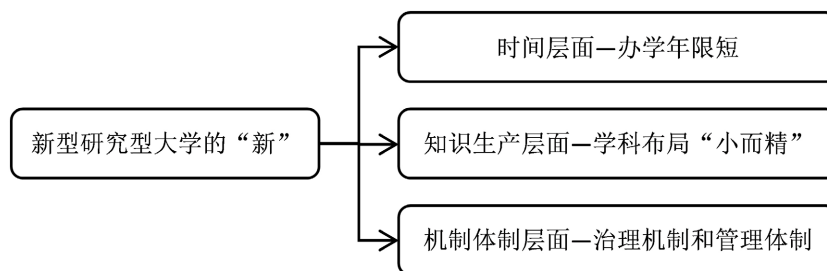 时间层面—办学年限短
新型研究型大学的“新”
知识生产层面—学科布局“小而精”
机制体制层面—治理机制和管理体制